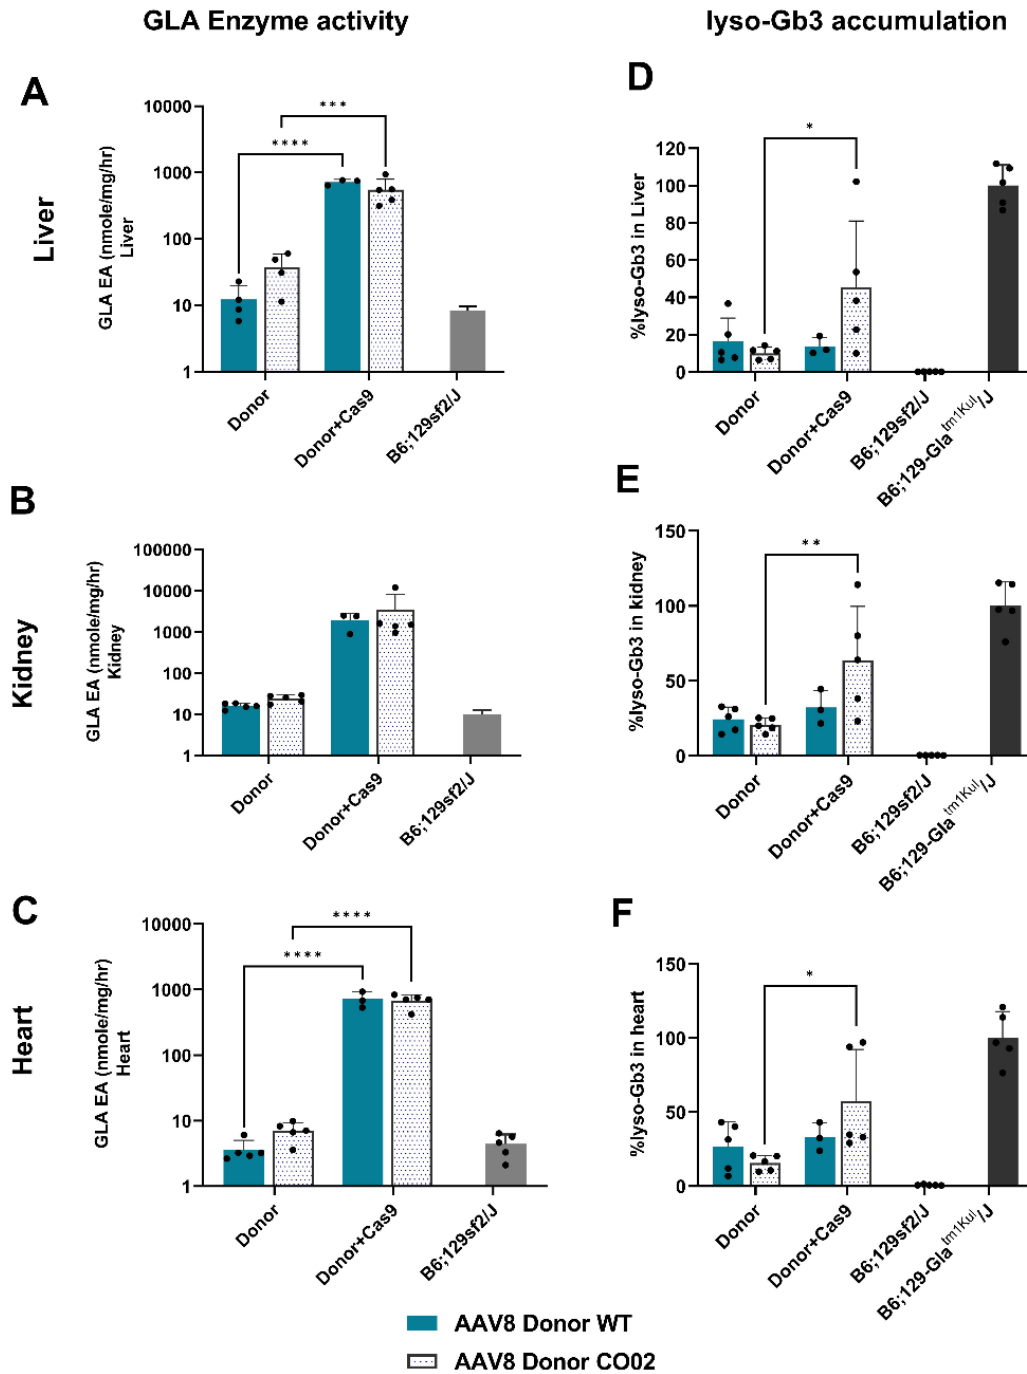 GLA Enzyme activity
lyso-Gb3 accumulation
A
Liver
GLA EA (nmole/mg/hr)
Liver
10000
1000
100
10
1
****
***
Donor
Donor+Cas9
B6;129sf2/J
D
%lyso-Gb3 in Liver
120
100
80
60
40
20
0
*
Donor
Donor+Cas9
B6;129sf2/J
B6;129-Gla tm1Kul/J
B
Kidney
GLA EA (nmole/mg/hr)
Kidney
100000
10000
1000
100
10
1
Donor
Donor+Cas9
B6;129sf2/J
E
%lyso-Gb3 in kidney
150
100
50
0
**
Donor
Donor+Cas9
B6;129sf2/J
B6;129-Gla tm1Kul/J
C
Heart
GLA EA (nmole/mg/hr)
Heart
10000
1000
100
10
1
****
****
Donor
Donor+Cas9
B6;129sf2/J
F
%lyso-Gb3 in heart
150
100
50
0
*
Donor
Donor+Cas9
B6;129sf2/J
B6;129-Gla tm1Kul/J
AAV8 Donor WT
AAV8 Donor CO02